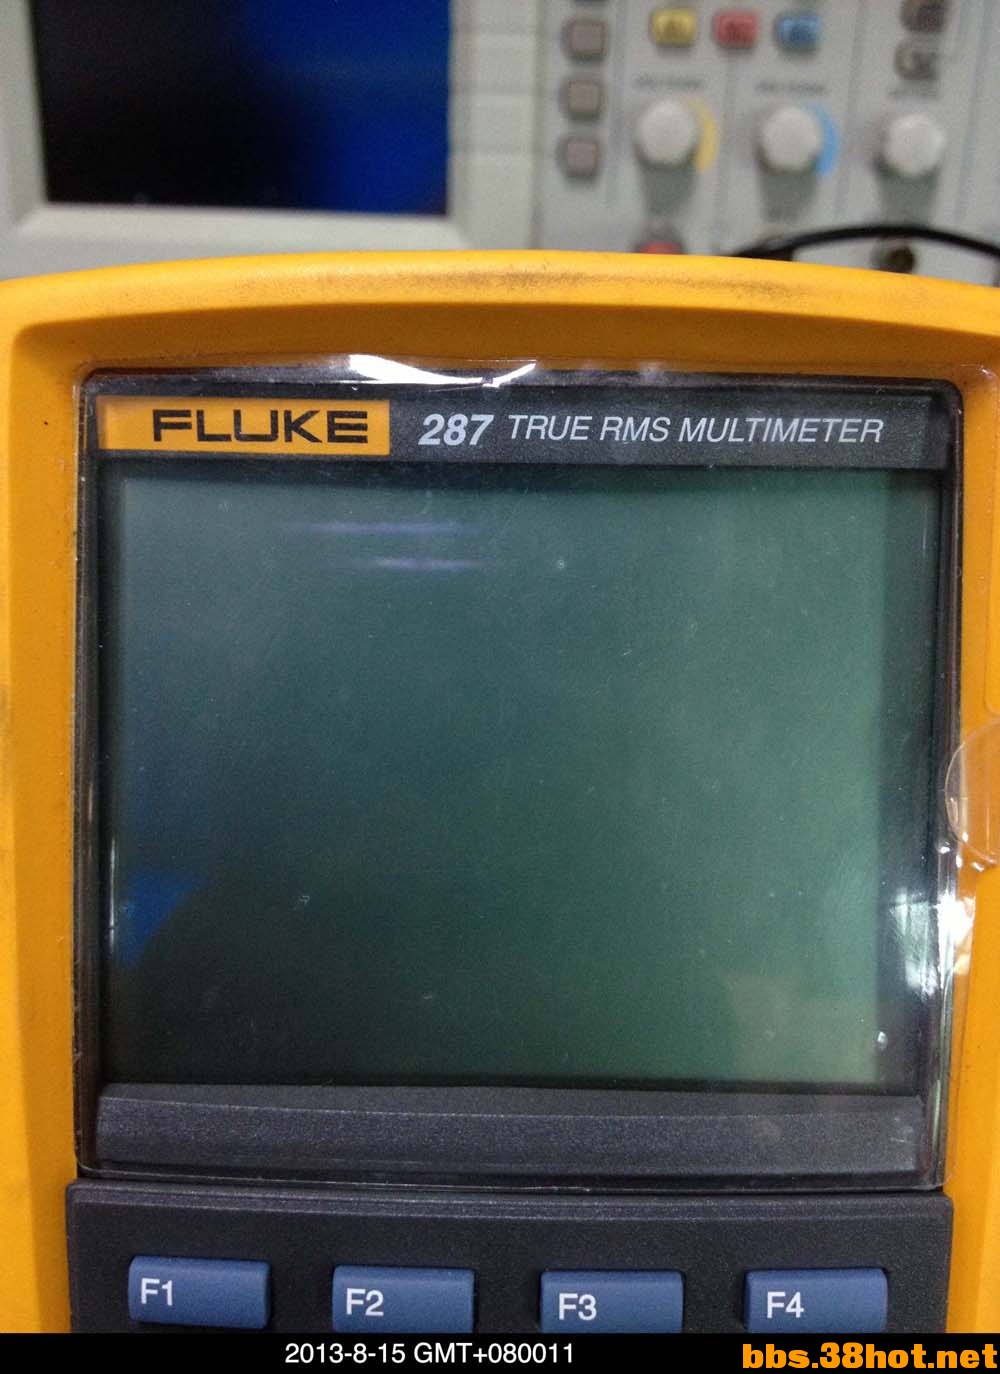 FLUKE 287 TRUE RMS MULTIMETER
F1 F2 F3 F4
2013-8-15 GMT+080011
bbs.38hot.net